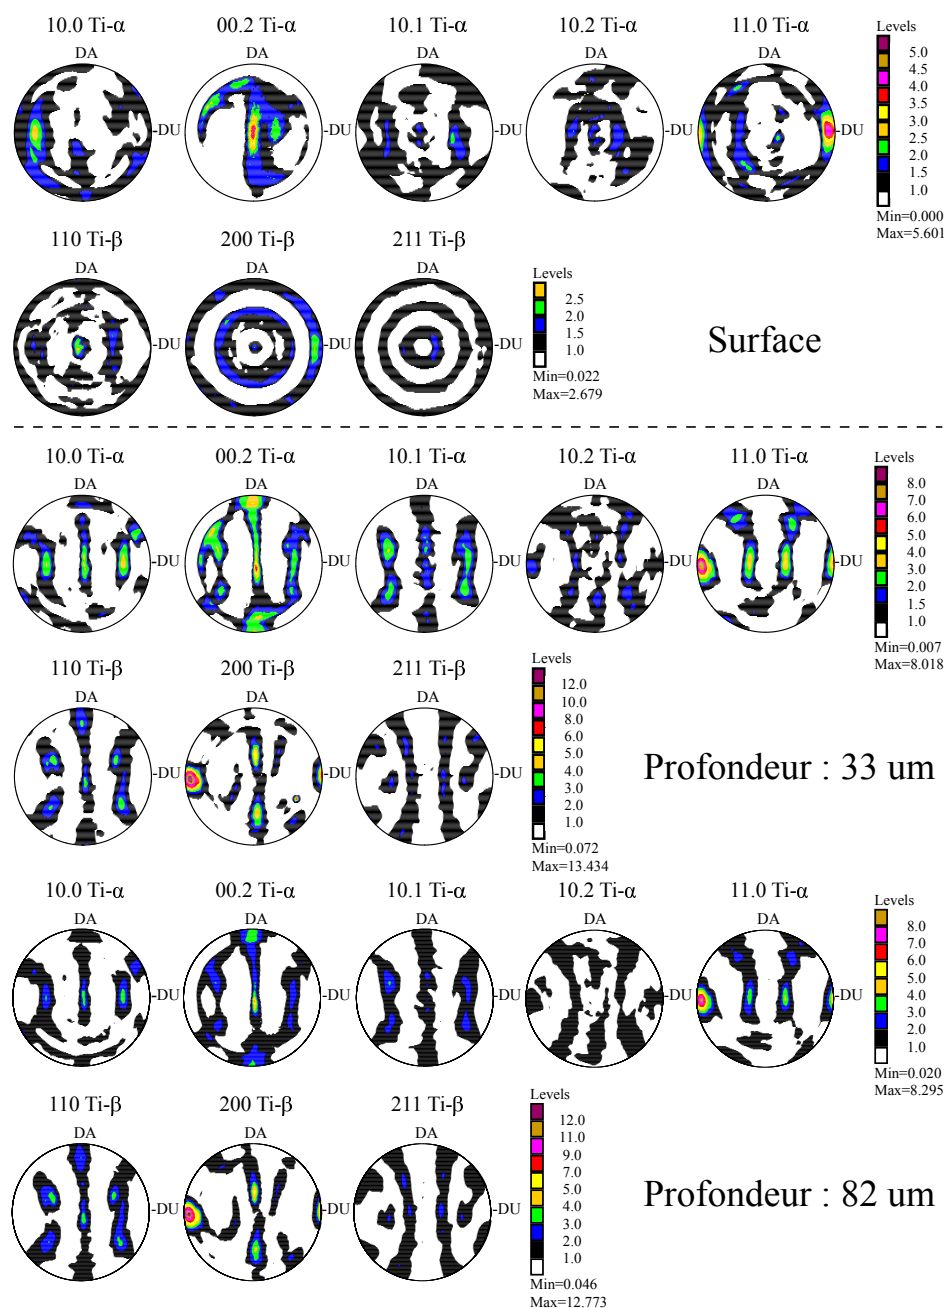 10.0 Ti-α 00.2 Ti-α 10.1 Ti-α 10.2 Ti-α 11.0 Ti-α
DA DA DA DA DA
-DU -DU -DU -DU -DU
Levels
5.0
4.5
4.0
3.5
3.0
2.5
2.0
1.5
1.0
Min=0.000
Max=5.601
110 Ti-β 200 Ti-β 211 Ti-β
DA DA DA
-DU -DU -DU
Levels
2.5
2.0
1.5
1.0
Min=0.022
Max=2.679
Surface
10.0 Ti-α 00.2 Ti-α 10.1 Ti-α 10.2 Ti-α 11.0 Ti-α
DA DA DA DA DA
-DU -DU -DU -DU -DU
Levels
8.0
7.0
6.0
5.0
4.0
3.0
2.0
1.5
1.0
Min=0.007
Max=8.018
110 Ti-β 200 Ti-β 211 Ti-β
DA DA DA
-DU -DU -DU
Levels
12.0
10.0
8.0
6.0
5.0
4.0
3.0
2.0
1.0
Min=0.072
Max=13.434
Profondeur : 33 um
10.0 Ti-α 00.2 Ti-α 10.1 Ti-α 10.2 Ti-α 11.0 Ti-α
DA DA DA DA DA
-DU -DU -DU -DU -DU
Levels
8.0
7.0
6.0
5.0
4.0
3.0
2.0
1.0
Min=0.020
Max=8.295
110 Ti-β 200 Ti-β 211 Ti-β
DA DA DA
-DU -DU -DU
Levels
12.0
11.0
9.0
7.0
5.0
4.0
3.0
2.0
1.0
Min=0.046
Max=12.773
Profondeur : 82 um